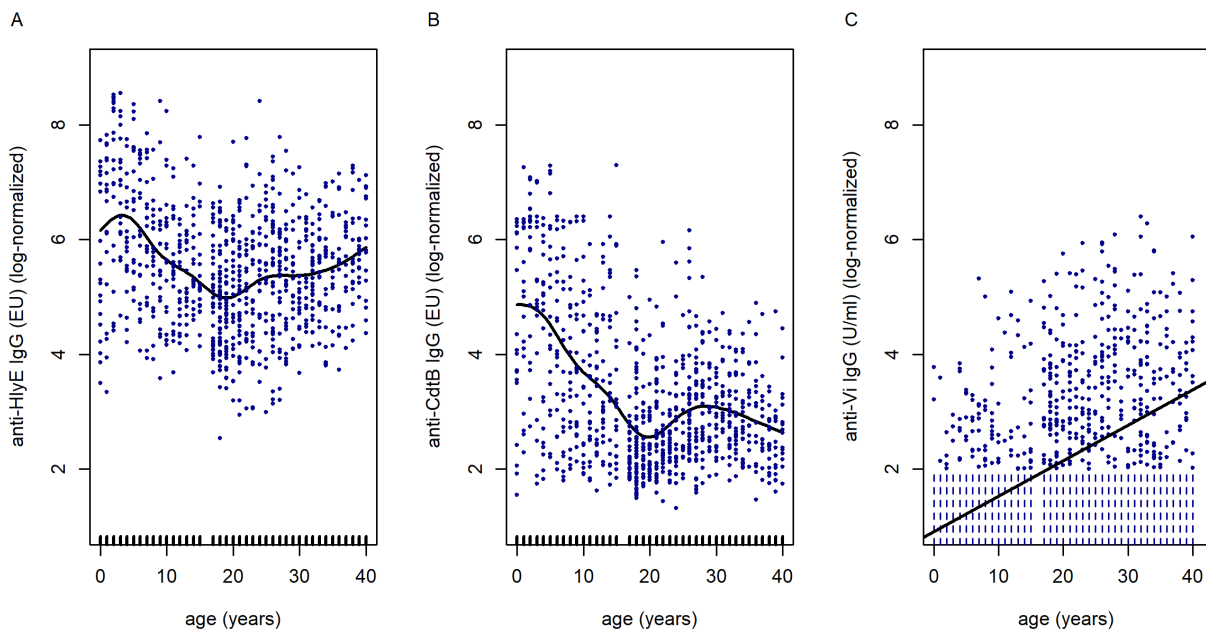 A
anti-HlyE IgG (EU) (log-normalized)
8
6
4
2
0 10 20 30 40
age (years)
B
anti-CdtB IgG (EU) (log-normalized)
8
6
4
2
0 10 20 30 40
age (years)
C
anti-Vi IgG (U/ml) (log-normalized)
8
6
4
2
0 10 20 30 40
age (years)